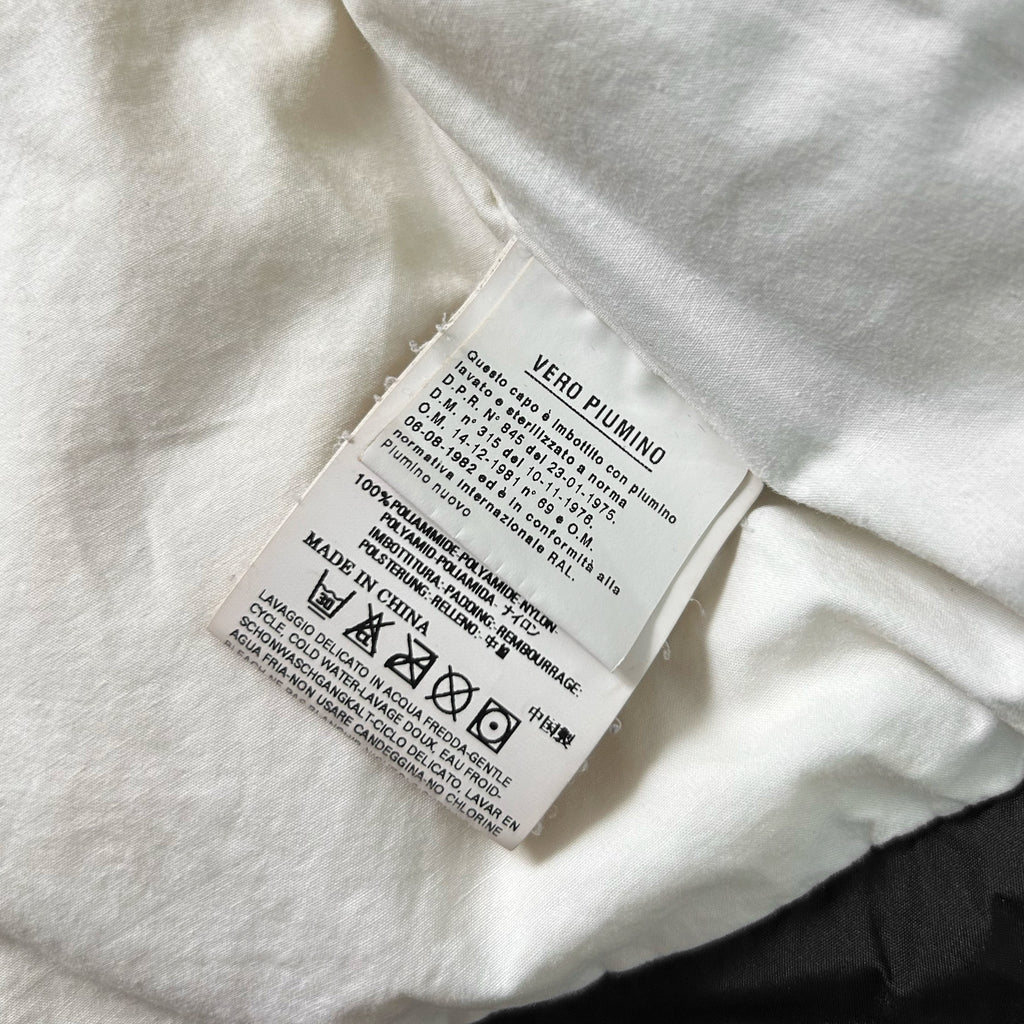 VERO PIUMINO
Questo capo è imbottito con piumino
lavato e sterilizzato a norma
D.P.R. N° 845 del 23-01-1975.
D.M. n° 315 del 10-11-1976.
O.M. 14-12-1981 n° 69 e O.M.
06-08-1982 ed è in conformità alla
normativa internazionale RAL.
Piumino nuovo
100% POLIAMMIDE-POLYAMIDE-NYLON-
POLYAMID-POLIAMIDA- ナイロン
IMBOTTITURA:-PADDING:-REMBOURRAGE:
POLSTERUNG:-RELLENO:-中量
MADE IN CHINA
中国製
30
LAVAGGIO DELICATO IN ACQUA FREDDA-GENTLE
CYCLE, COLD WATER-LAVAGE DOUX, EAU FROID-
SCHONWASCHGANGKALT-CICLO DELICATO, LAVAR EN
AGUA FRIA-NON USARE CANDEGGINA-NO CHLORINE